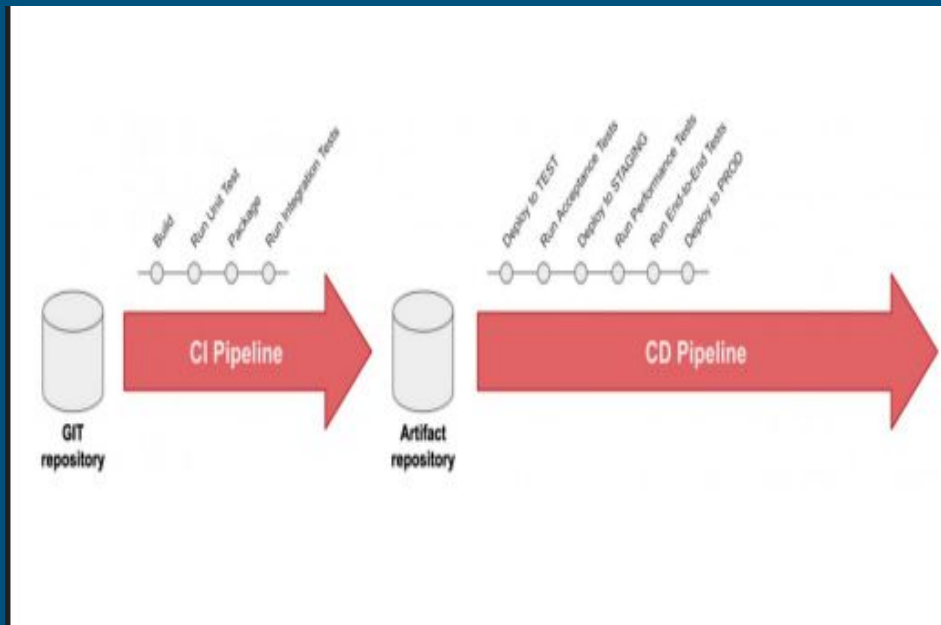 Build
Run Unit Test
Package
Run Integration Tests
Deploy to TEST
Run Acceptance Tests
Deploy to STAGING
Run Performance Tests
Run End-to-End Tests
Deploy to PROD
CI Pipeline
CD Pipeline
GIT
repository
Artifact
repository